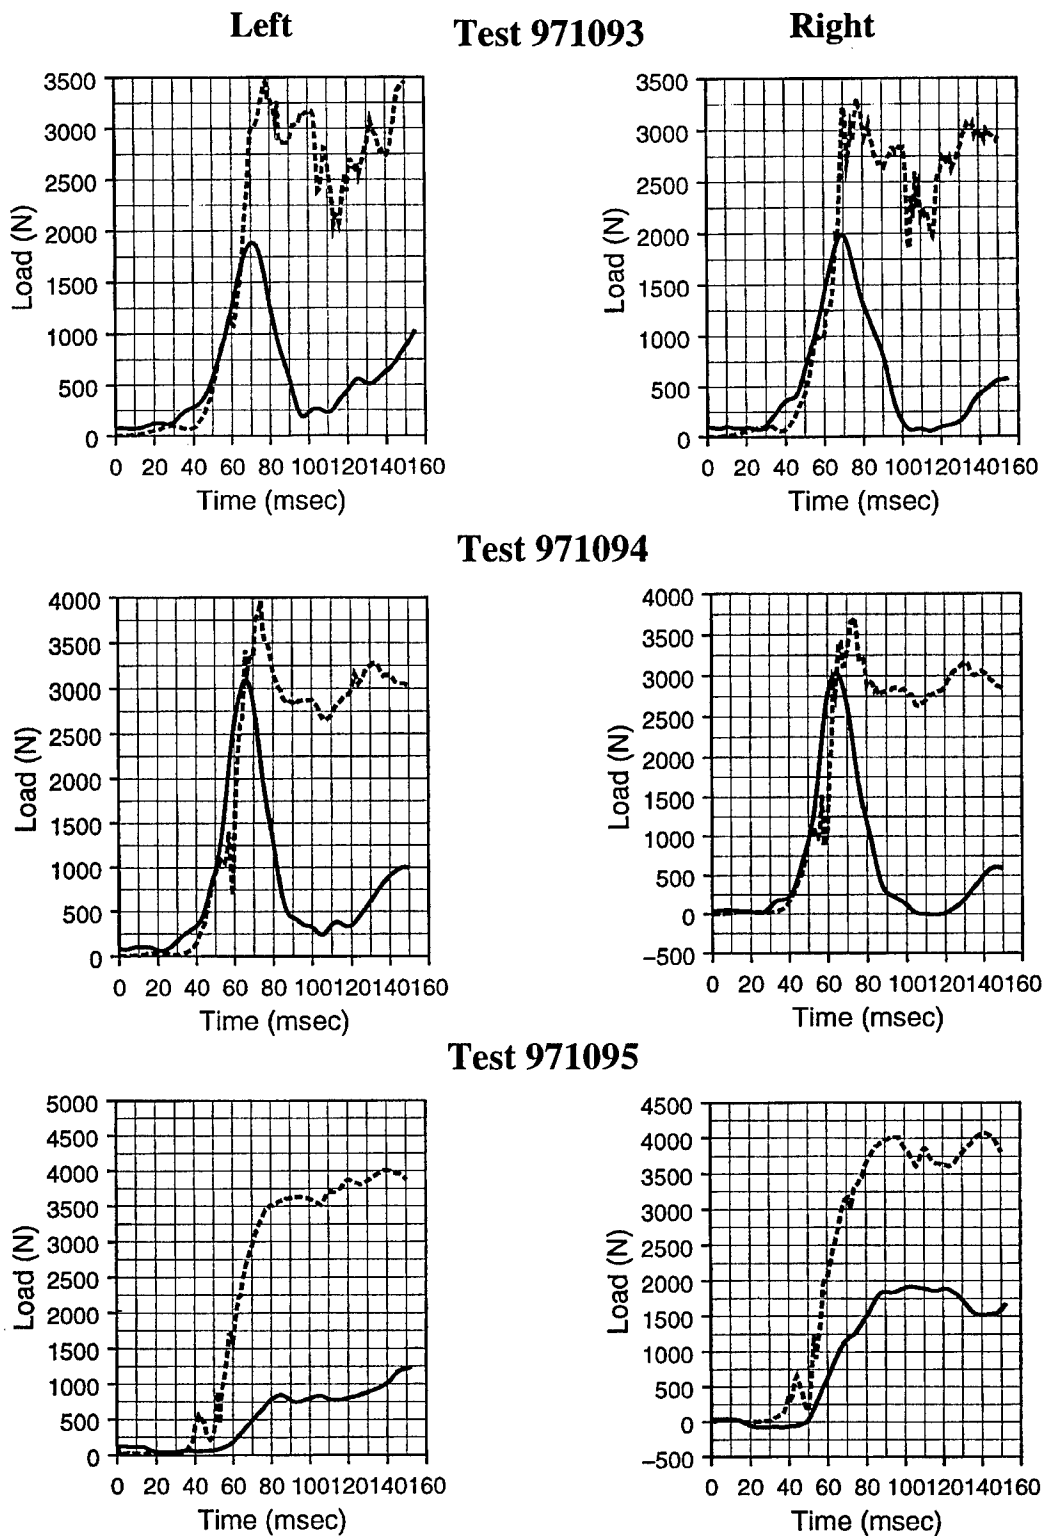 Left Test 971093 Right
3500 3500
3000 3000
2500 2500
2000 2000
1500 1500
1000 1000
500 500
0 0
Load (N) Load (N)
0 20 40 60 80 100120140160 0 20 40 60 80 100120140160
Time (msec) Time (msec)
Test 971094
4000 4000
3500 3500
3000 3000
2500 2500
2000 2000
1500 1500
1000 1000
500 500
0 0
−500
Load (N) Load (N)
0 20 40 60 80 100120140160 0 20 40 60 80 100120140160
Time (msec) Time (msec)
Test 971095
5000 4500
4500 4000
4000 3500
3500 3000
3000 2500
2500 2000
2000 1500
1500 1000
1000 500
500 0
0 −500
Load (N) Load (N)
0 20 40 60 80 100120140160 0 20 40 60 80 100120140160
Time (msec) Time (msec)